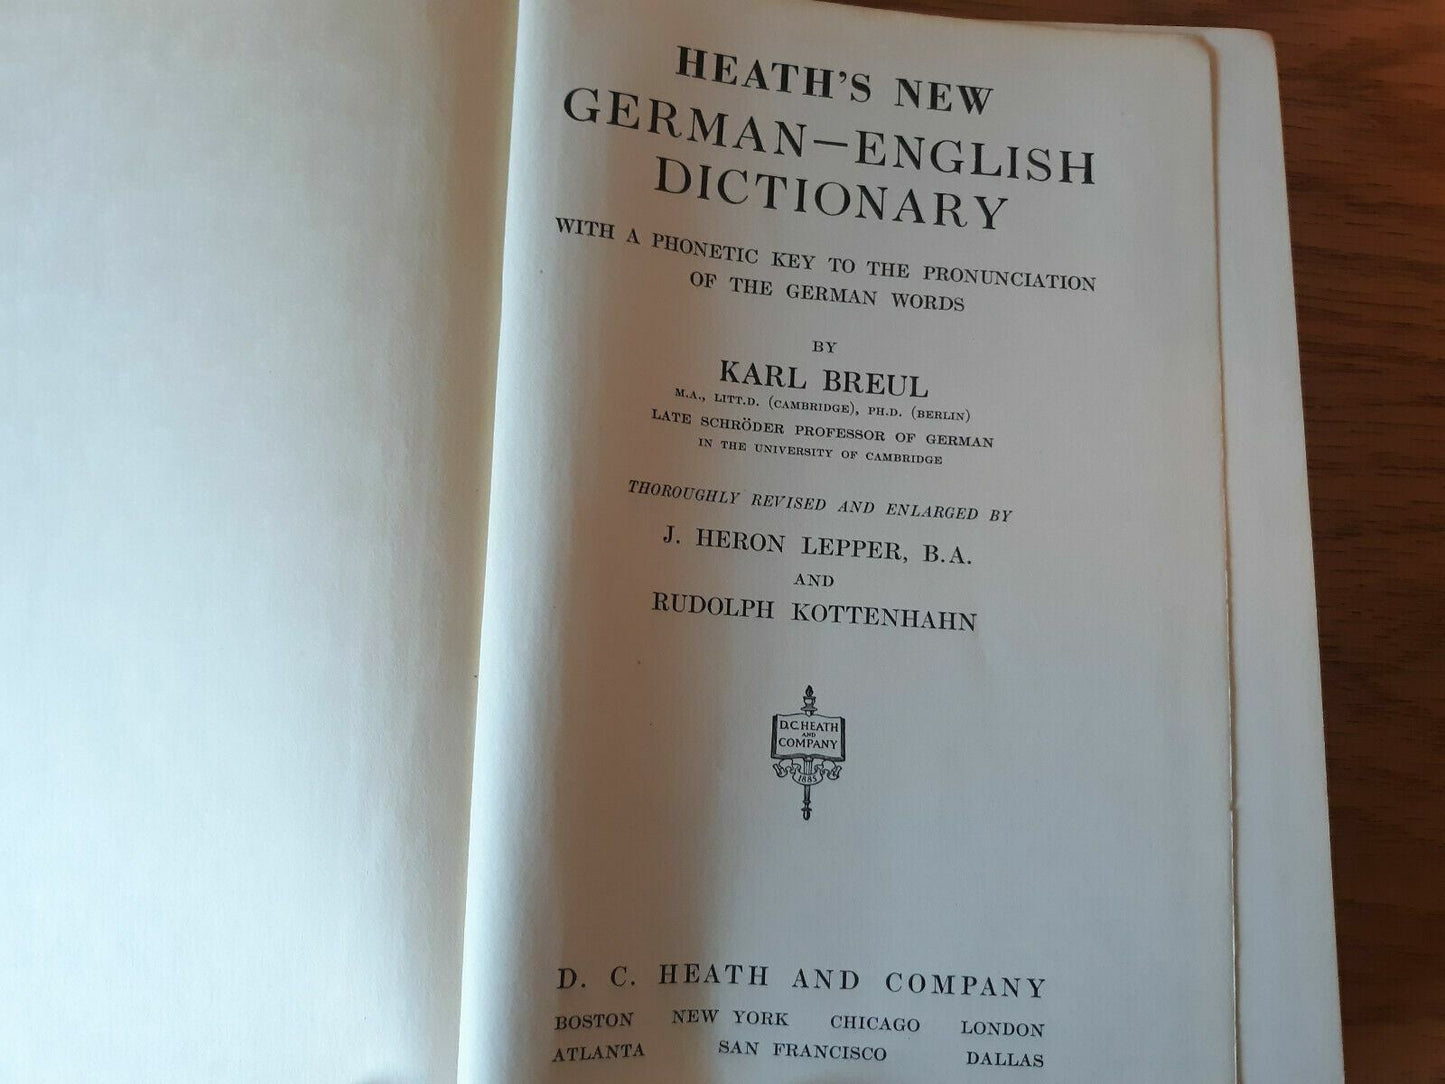 HEATH'S NEW
GERMAN—ENGLISH
DICTIONARY
WITH A PHONETIC KEY TO THE PRONUNCIATION
OF THE GERMAN WORDS
BY
KARL BREUL
M.A., LITT.D. (CAMBRIDGE), PH.D. (BERLIN)
LATE SCHRÖDER PROFESSOR OF GERMAN
IN THE UNIVERSITY OF CAMBRIDGE
THOROUGHLY REVISED AND ENLARGED BY
J. HERON LEPPER, B.A.
AND
RUDOLPH KOTTENHAHN
D.C. HEATH
AND
COMPANY
1885
D. C. HEATH AND COMPANY
BOSTON NEW YORK CHICAGO LONDON
ATLANTA SAN FRANCISCO DALLAS